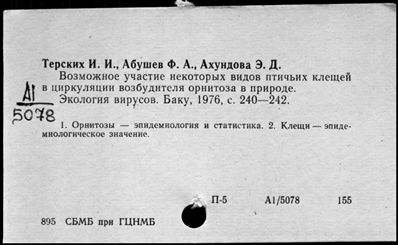 Терских И. И., Абушев Ф. А., Ахундова Э. Д.
Возможное участие некоторых видов птичьих клещей
в циркуляции возбудителя орнитоза в природе.
Экология вирусов. Баку, 1976, с. 240—242.
А1
5078
1. Орнитозы — эпидемиология и статистика. 2. Клещи — эпиде-
миологическое значение.
П-5 А1/5078 155
895 СБМБ при ГЦНМБ